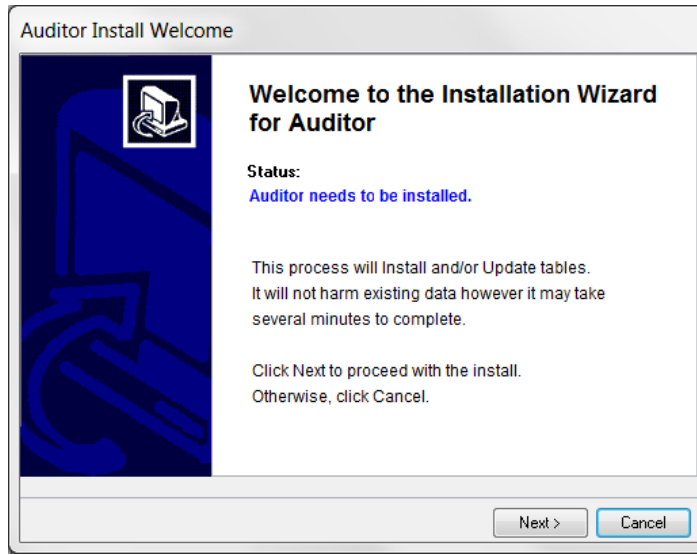 Auditor Install Welcome
Welcome to the Installation Wizard
for Auditor
Status:
Auditor needs to be installed.
This process will Install and/or Update tables.
It will not harm existing data however it may take
several minutes to complete.
Click Next to proceed with the install.
Otherwise, click Cancel.
Next >
Cancel